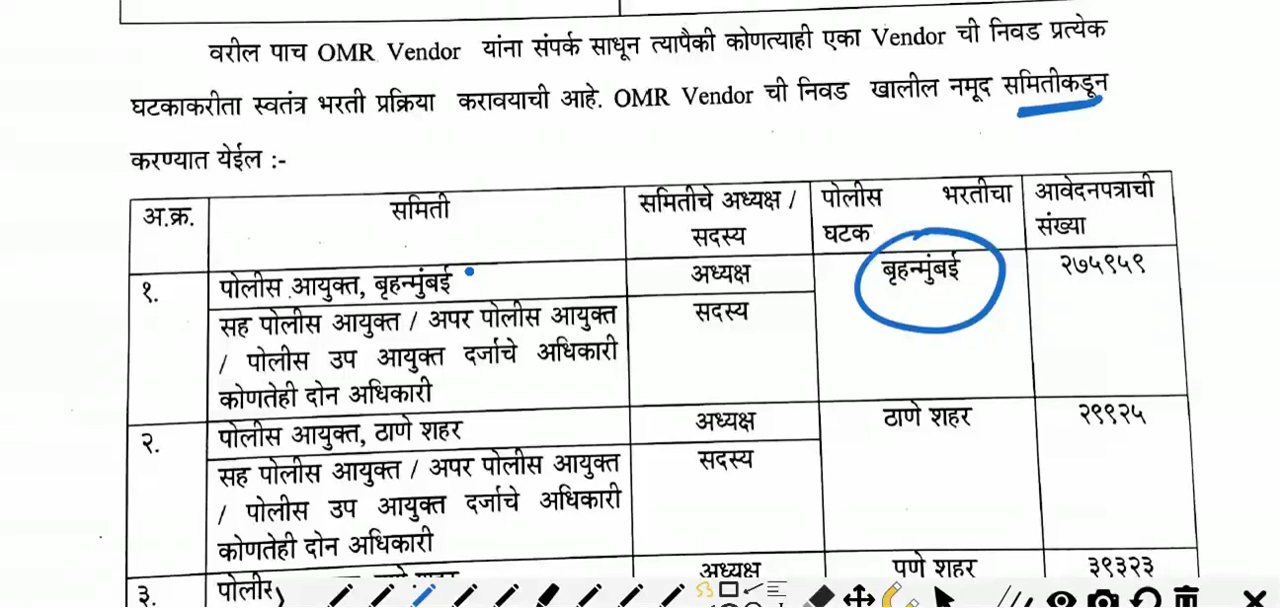 वरील पाच OMR Vendor यांना संपर्क साधून त्यापैकी कोणत्याही एका Vendor ची निवड प्रत्येक
घटकाकरीता स्वतंत्र भरती प्रक्रिया करावयाची आहे. OMR Vendor ची निवड खालील नमूद समितीकडून
करण्यात येईल :-
अ.क्र. समिती समितीचे अध्यक्ष / सदस्य पोलीस भरतीचा घटक आवेदनपत्राची संख्या
१. पोलीस आयुक्त, बृहन्मुंबई अध्यक्ष बृहन्मुंबई २७५९५९
सह पोलीस आयुक्त / अपर पोलीस आयुक्त सदस्य
/ पोलीस उप आयुक्त दर्जाचे अधिकारी
कोणतेही दोन अधिकारी
२. पोलीस आयुक्त, ठाणे शहर अध्यक्ष ठाणे शहर २९९२५
सह पोलीस आयुक्त / अपर पोलीस आयुक्त सदस्य
/ पोलीस उप आयुक्त दर्जाचे अधिकारी
कोणतेही दोन अधिकारी
३. अध्यक्ष शहर ३९३२३